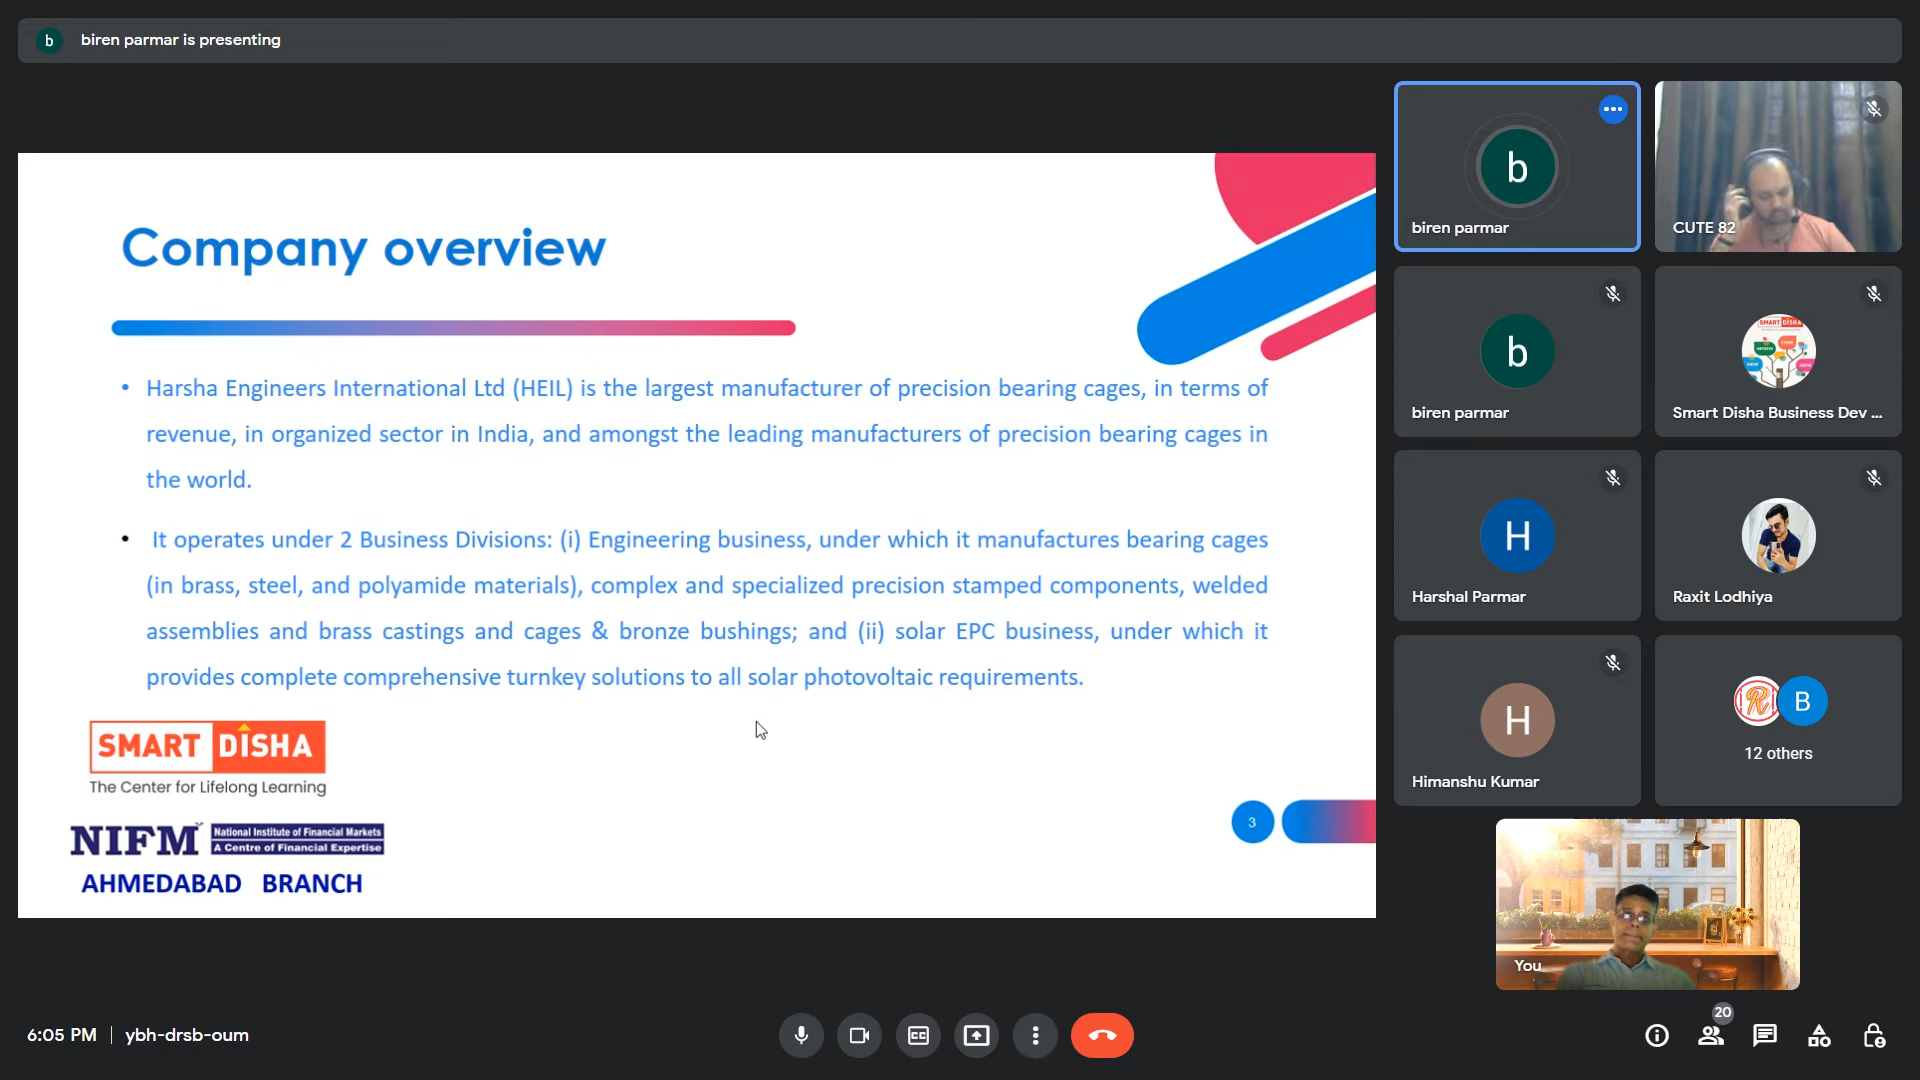 b biren parmar is presenting
Company overview
• Harsha Engineers International Ltd (HEIL) is the largest manufacturer of precision bearing cages, in terms of
revenue, in organized sector in India, and amongst the leading manufacturers of precision bearing cages in
the world.
• It operates under 2 Business Divisions: (i) Engineering business, under which it manufactures bearing cages
(in brass, steel, and polyamide materials), complex and specialized precision stamped components, welded
assemblies and brass castings and cages & bronze bushings; and (ii) solar EPC business, under which it
provides complete comprehensive turnkey solutions to all solar photovoltaic requirements.
SMART DISHA
The Center for Lifelong Learning
NIFM National Institute of Financial Markets
A Centre of Financial Expertise
AHMEDABAD BRANCH
3
b
biren parmar
CUTE 82
b
biren parmar
SMART DISHA
Smart Disha Business Dev ...
H
Harshal Parmar
Raxit Lodhiya
H
Himanshu Kumar
R B
12 others
You
6:05 PM | ybh-drsb-oum
CC
20